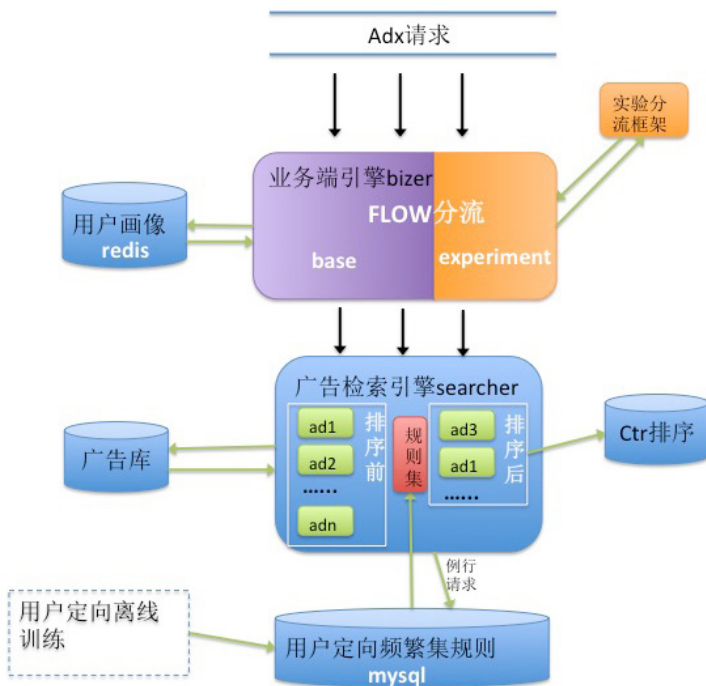 Adx请求
实验分
流框架
业务端引擎bizer
FLOW分流
base
experiment
用户画像
redis
广告检索引擎searcher
ad1
ad2
......
adn
排序前
规则集
ad3
ad1
......
排序后
广告库
Ctr排序
例行
请求
用户定向离线
训练
用户定向频繁集规则
mysql